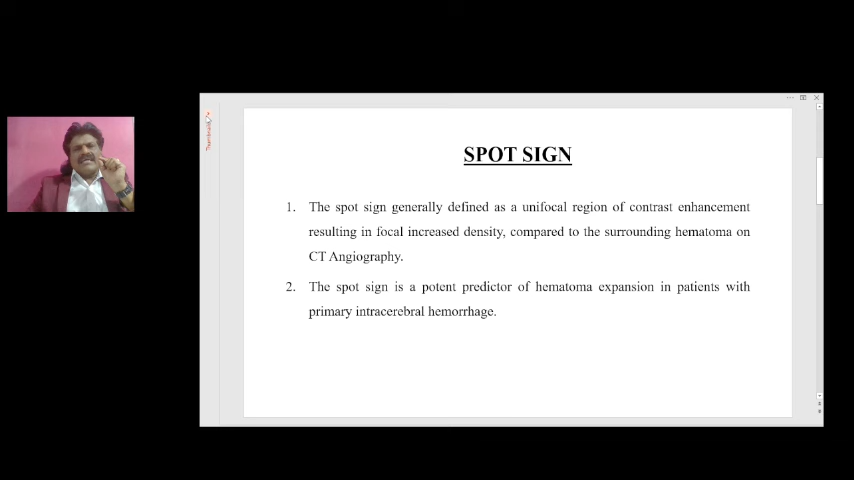 Thumbnails
SPOT SIGN
1. The spot sign generally defined as a unifocal region of contrast enhancement
resulting in focal increased density, compared to the surrounding hematoma on
CT Angiography.
2. The spot sign is a potent predictor of hematoma expansion in patients with
primary intracerebral hemorrhage.